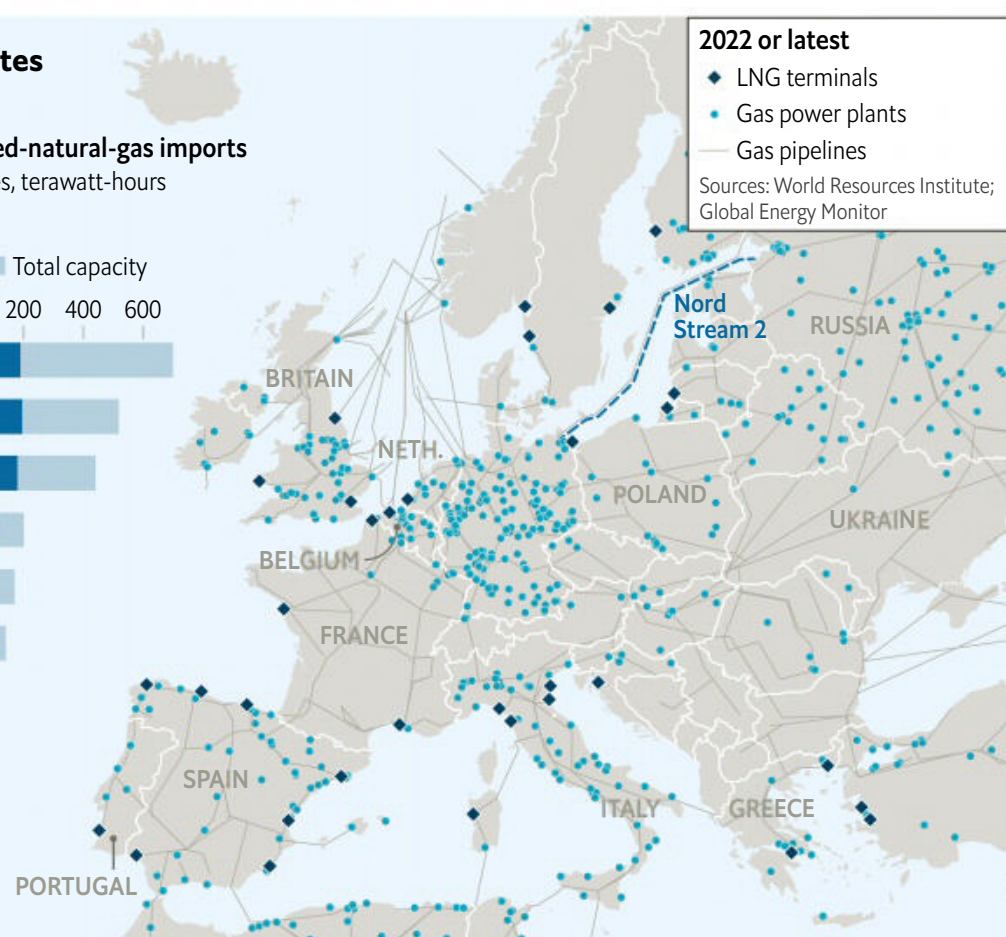 tes
ed-natural-gas imports
es, terawatt-hours
Total capacity
200 400 600
2022 or latest
LNG terminals
Gas power plants
Gas pipelines
Sources: World Resources Institute;
Global Energy Monitor
Nord
Stream 2
RUSSIA
BRITAIN
NETH.
POLAND
UKRAINE
BELGIUM
FRANCE
SPAIN
ITALY
GREECE
PORTUGAL